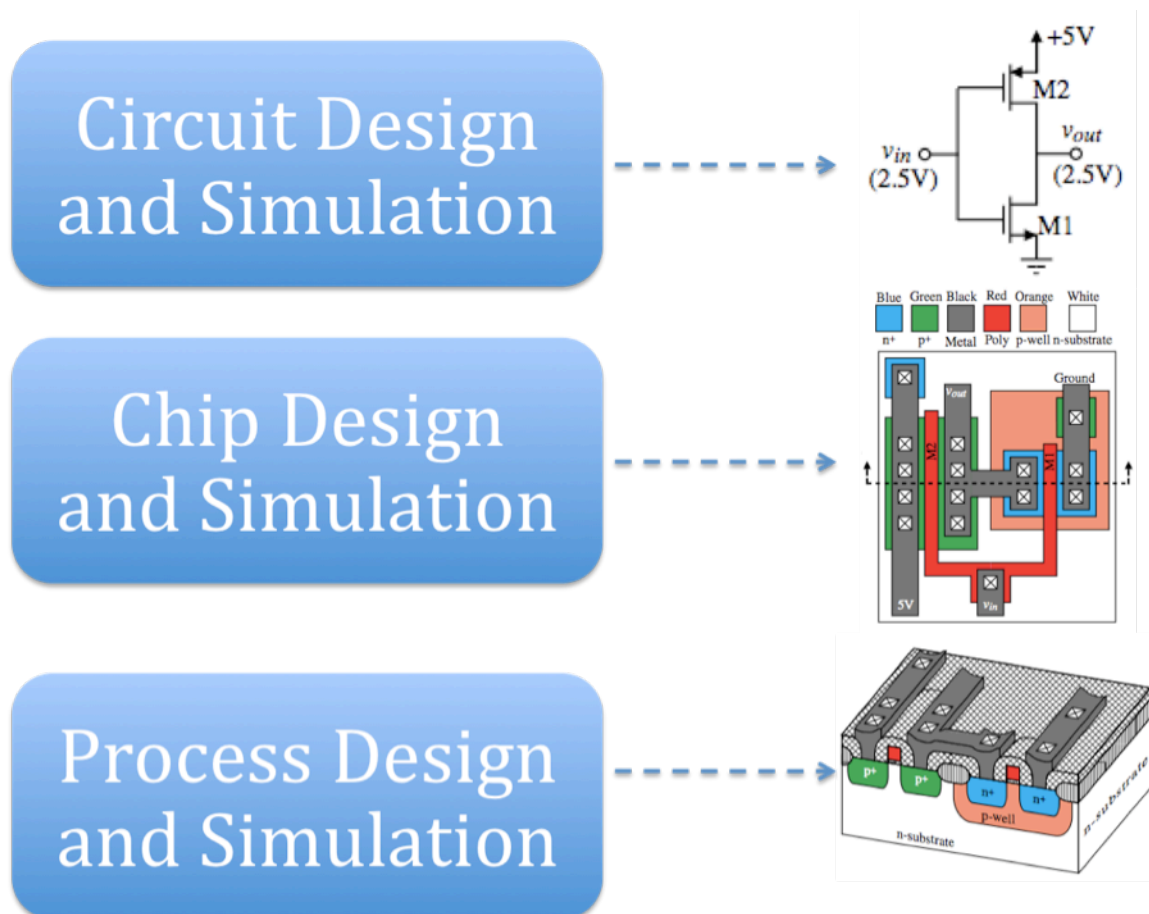 Circuit Design
and Simulation
+5V
M2
v_in
(2.5V)
v_out
(2.5V)
M1
Chip Design
and Simulation
Blue Green Black Red Orange White
n+ p+ Metal Poly p-well n-substrate
Ground
v_out
M2
M1
5V
v_in
Process Design
and Simulation
p+ p+ n+ n+
p-well
n-substrate
n-substrate